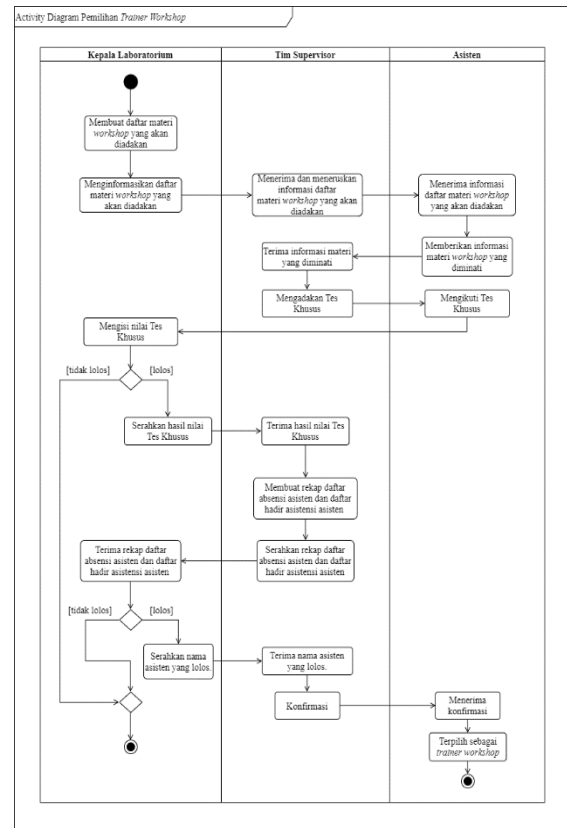 Activity Diagram Pemilihan Trainer Workshop
Kepala Laboratorium
Tim Supervisor
Asisten
Membuat daftar materi
workshop yang akan
diadakan
Menginformasikan daftar
materi workshop yang
akan diadakan
Menerima dan meneruskan
informasi daftar
materi workshop yang akan
diadakan
Menerima informasi
daftar materi workshop
yang akan diadakan
Memberikan informasi
materi workshop yang
diminati
Terima informasi materi
yang diminati
Mengadakan Tes
Khusus
Mengikuti Tes
Khusus
Mengisi nilai Tes
Khusus
[tidak lolos]
[lolos]
Serahkan hasil nilai
Tes Khusus
Terima hasil nilai Tes
Khusus
Membuat rekap daftar
absensi asisten dan daftar
hadir asistensi asisten
Serahkan rekap daftar
absensi asisten dan daftar
hadir asistensi asisten
Terima rekap daftar
absensi asisten dan daftar
hadir asistensi asisten
[tidak lolos]
[lolos]
Serahkan nama
asisten yang lolos.
Terima nama asisten
yang lolos.
Konfirmasi
Menerima
konfirmasi
Terpilih sebagai
trainer workshop